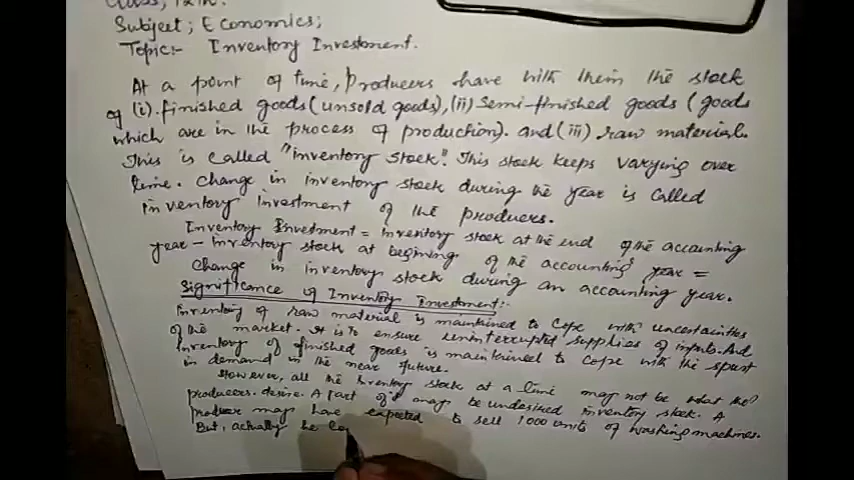 Class; IXth.
Subject; Economics;
Topic:- Inventory Investment.
At a point of time, Producers have with them the stock
of (i). finished goods (unsold goods), (ii) Semi-finished goods (goods
which are in the process of production). and (iii) raw material.
This is called "inventory stock". This stock keeps varying over
time. change in inventory stock during the year is called
inventory investment of the producers.
Inventory Investment = inventory stock at the end of the accounting
year - inventory stock at begining of the accounting year =
change in inventory stock during an accounting year.
Significance of Inventory Investment:-
Inventory of raw material is maintained to cope with uncertainties
of the market. It is to ensure uninterrupted supplies of inputs. And
inventory of finished goods is maintained to cope with the spurt
in demand in the near future.
However, all the inventory stock at a time may not be what the
producers. desire. A part of it may be undesired inventory stock. A
producer may have expected to sell 1000 units of washing machines.
But, actually he